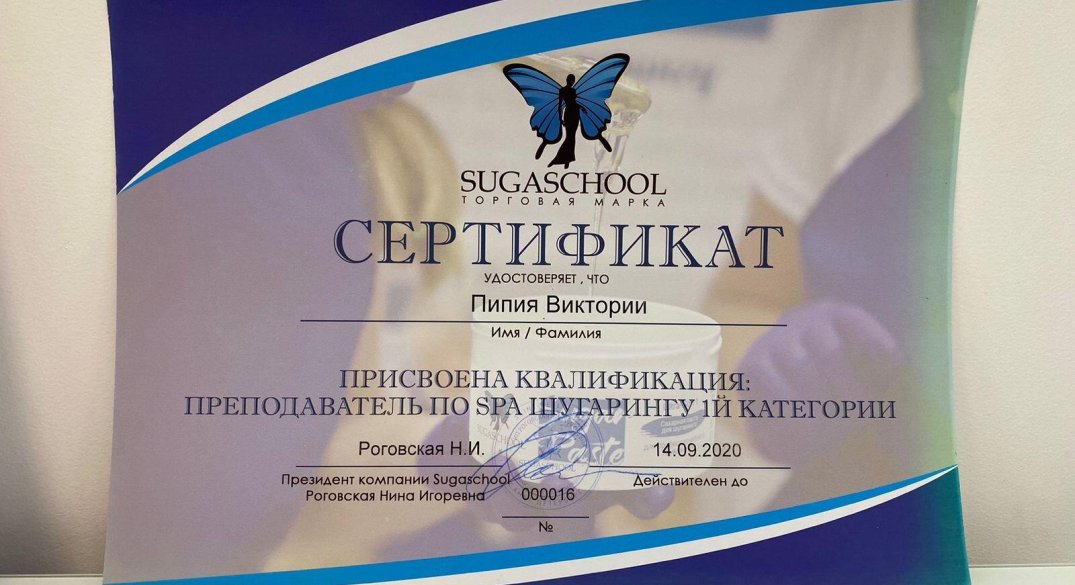 SUGASCHOOL
ТОРГОВАЯ МАРКА
СЕРТИФИКАТ
УДОСТОВЕРЯЕТ , ЧТО
Пипия Виктории
Имя / Фамилия
ПРИСВОЕНА КВАЛИФИКАЦИЯ:
ПРЕПОДАВАТЕЛЬ ПО SPA ШУГАРИНГУ 1Й КАТЕГОРИИ
Роговская Н.И.
14.09.2020
Президент компании Sugaschool
Роговская Нина Игоревна
000016
Действителен до
№
Paste